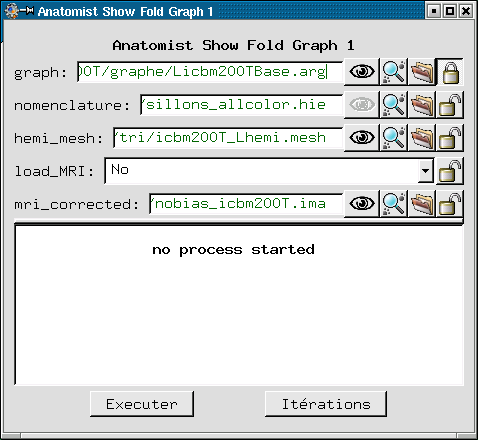 Anatomist Show Fold Graph 1
Anatomist Show Fold Graph 1
graph: 00T/graphe/Licbm200TBase.arg
nomenclature: /sillons_allcolor.hie
hemi_mesh: /tri/icbm200T_Lhemi.mesh
load_MRI: No
mri_corrected: /nobias_icbm200T.ima
no process started
Executer
Itérations